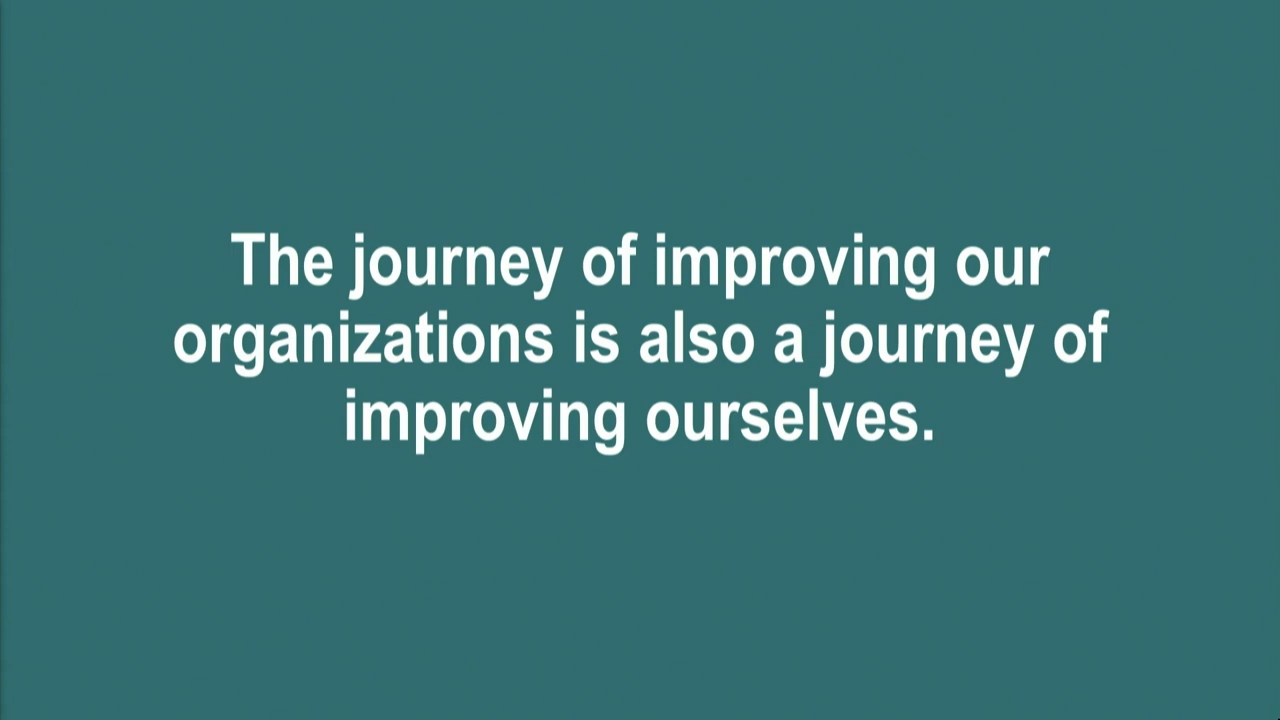 The journey of improving our
organizations is also a journey of
improving ourselves.